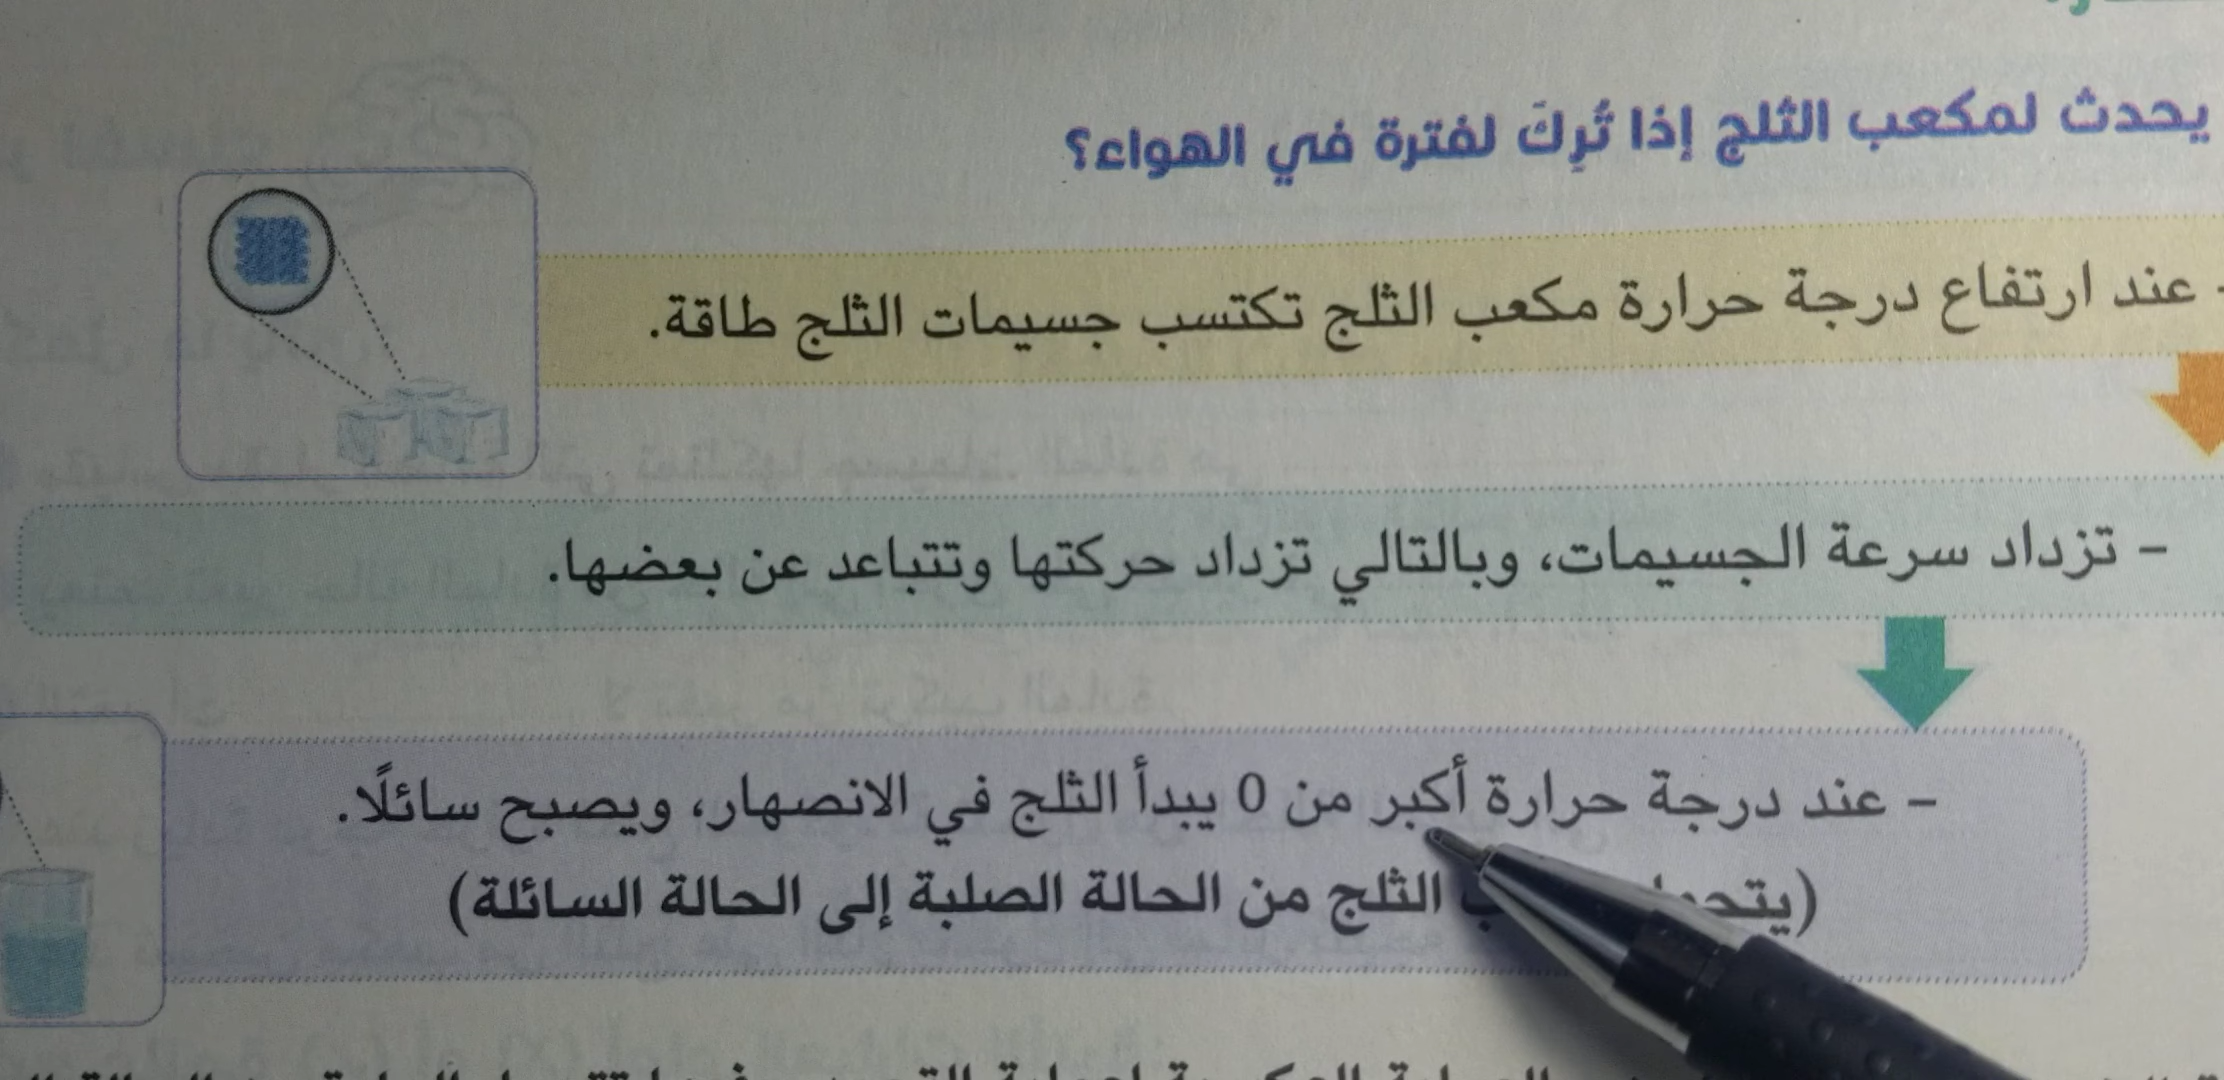 يحدث لمكعب الثلج إذا تُرِكَ لفترة في الهواء؟
- عند ارتفاع درجة حرارة مكعب الثلج تكتسب جسيمات الثلج طاقة.
- تزداد سرعة الجسيمات، وبالتالي تزداد حركتها وتتباعد عن بعضها.
- عند درجة حرارة أكبر من 0 يبدأ الثلج في الانصهار، ويصبح سائلًا.
الثلج من الحالة الصلبة إلى الحالة السائلة)